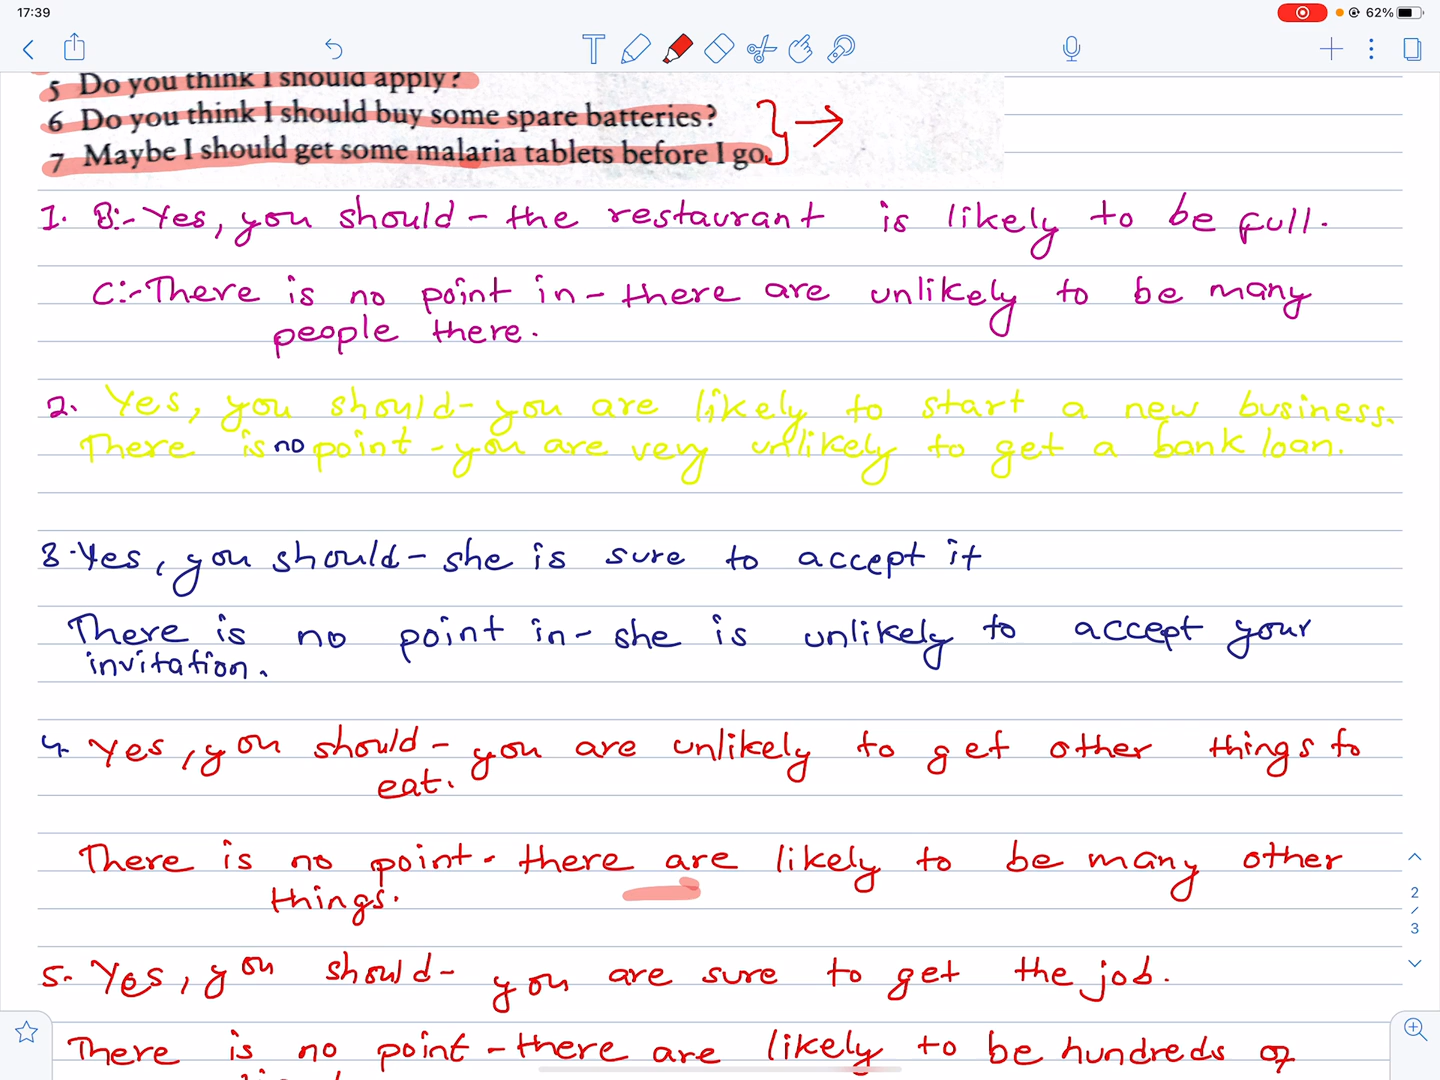 17:39
62%
5 Do you think I should apply?
6 Do you think I should buy some spare batteries?
7 Maybe I should get some malaria tablets before I go.
1. B:- Yes, you should - the restaurant is likely to be full.
C:- There is no point in - there are unlikely to be many
people there.
2. Yes, you should - you are likely to start a new business.
There is no point - you are very unlikely to get a bank loan.
3. Yes, you should - she is sure to accept it
There is no point in - she is unlikely to accept your
invitation.
4. Yes, you should - you are unlikely to get other things to
eat.
There is no point - there are likely to be many other
things.
5. Yes, you should - you are sure to get the job.
There is no point - there are likely to be hundreds of
2
/
3